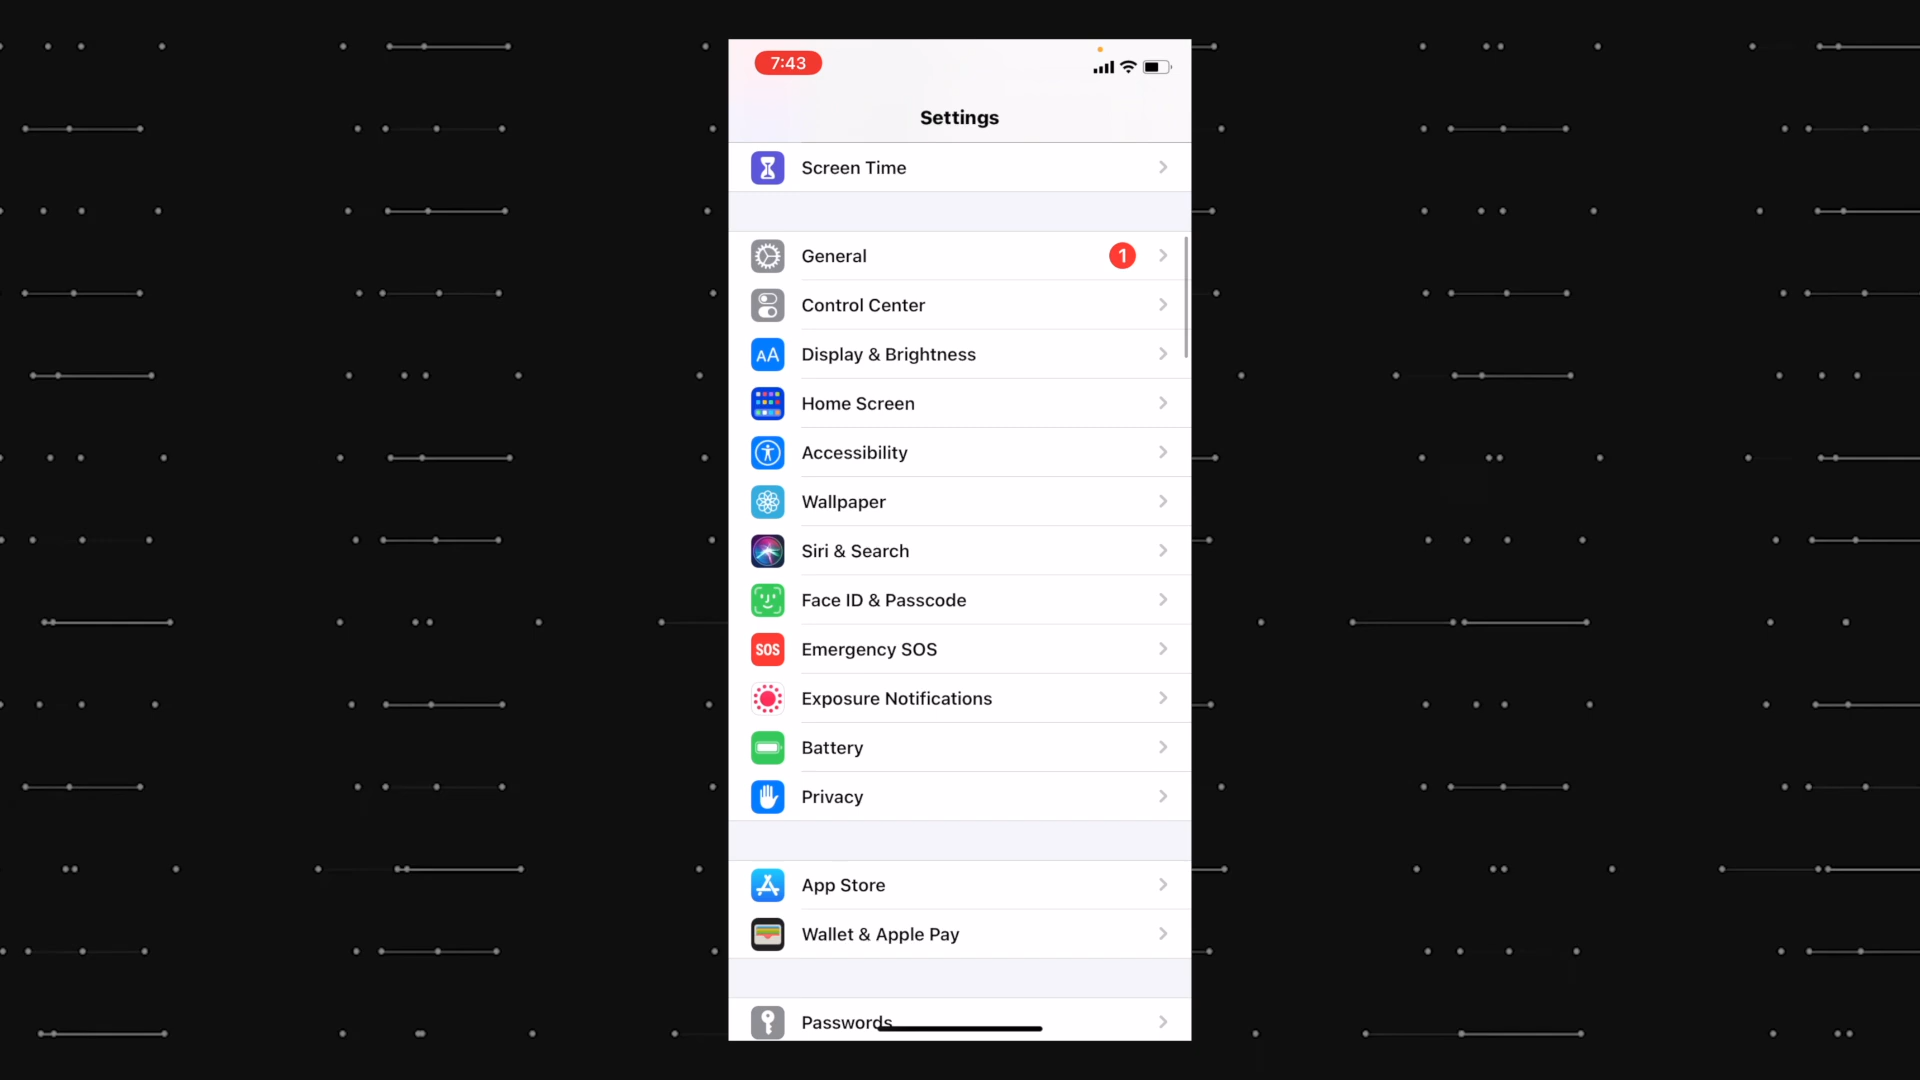 7:43
Settings
Screen Time
General
1
Control Center
AA
Display & Brightness
Home Screen
Accessibility
Wallpaper
Siri & Search
Face ID & Passcode
SOS
Emergency SOS
Exposure Notifications
Battery
Privacy
App Store
Wallet & Apple Pay
Passwords